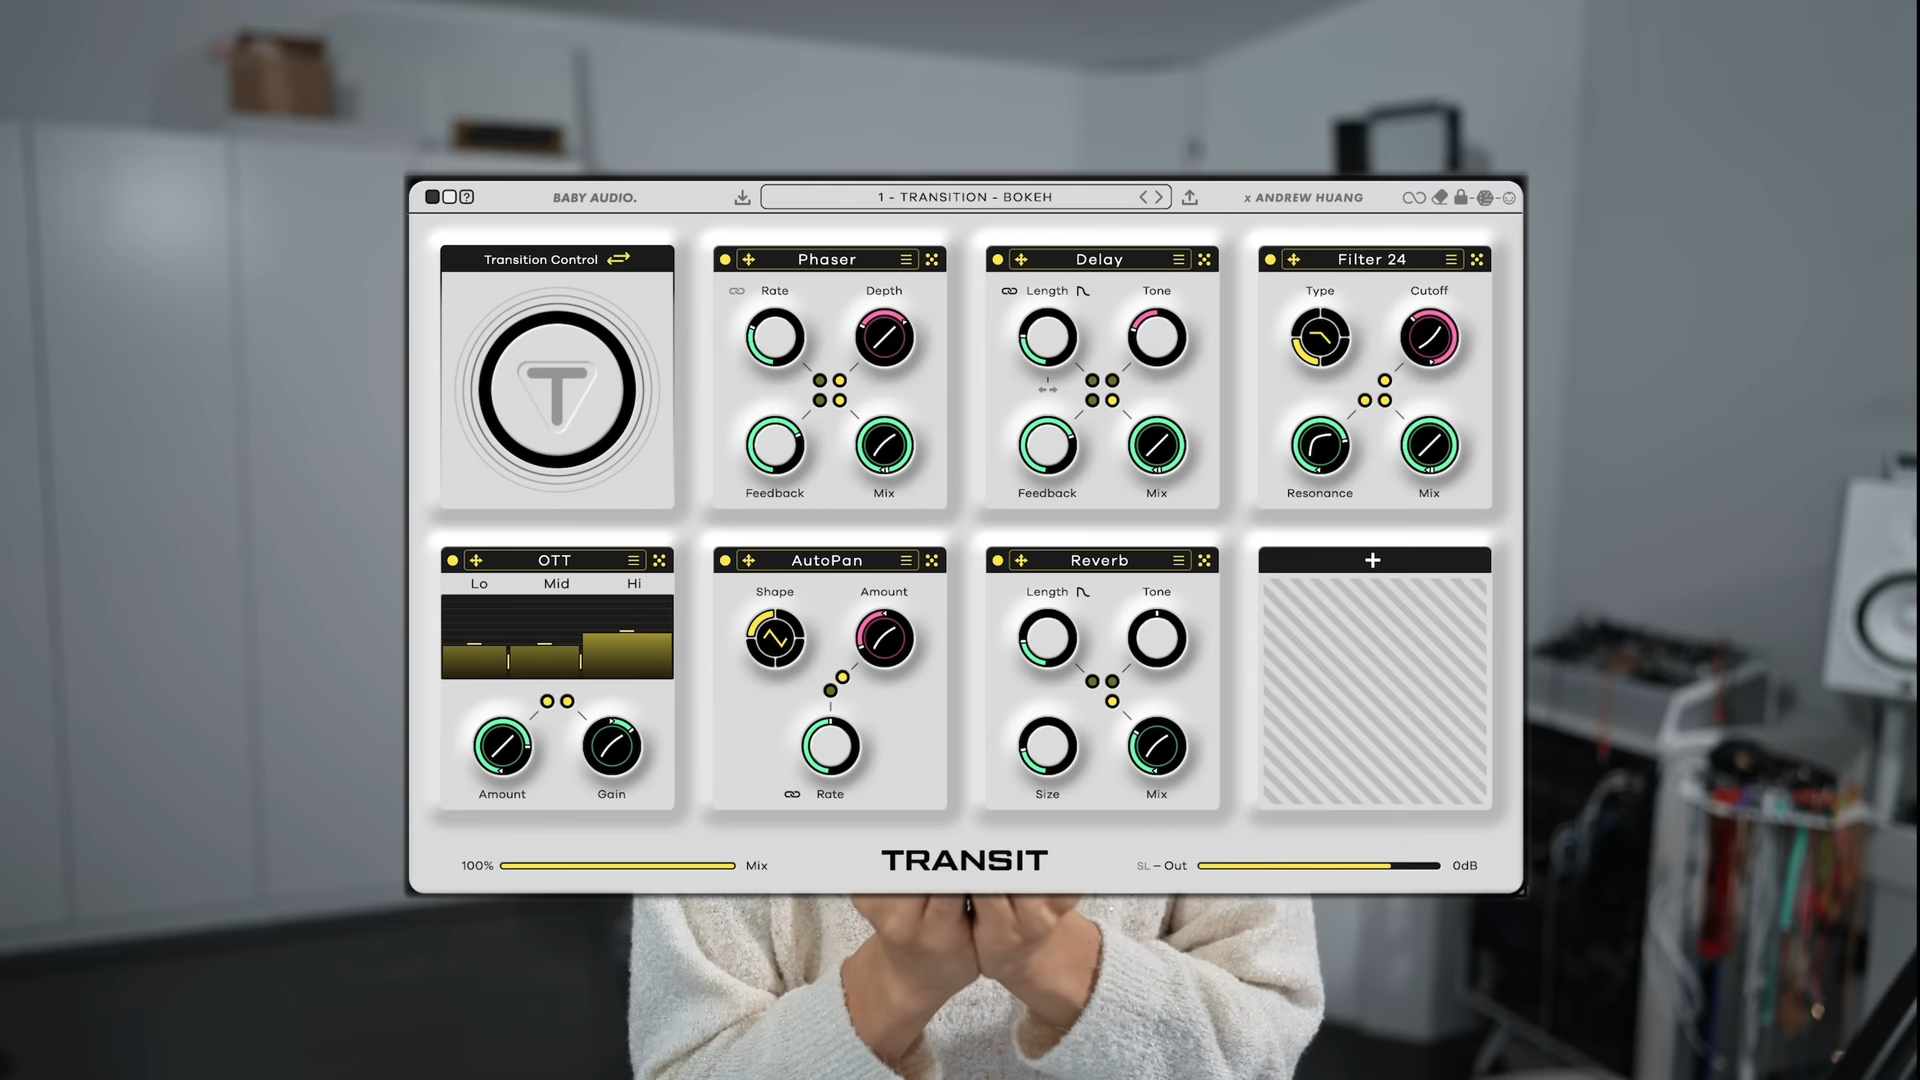 ? BABY AUDIO. 1 - TRANSITION - BOKEH x ANDREW HUANG
Transition Control
T
Phaser
Rate Depth
Feedback Mix
Delay
Length Tone
Feedback Mix
Filter 24
Type Cutoff
Resonance Mix
OTT
Lo Mid Hi
Amount Gain
AutoPan
Shape Amount
Rate
Reverb
Length Tone
Size Mix
+
100% Mix TRANSIT SL – Out 0dB